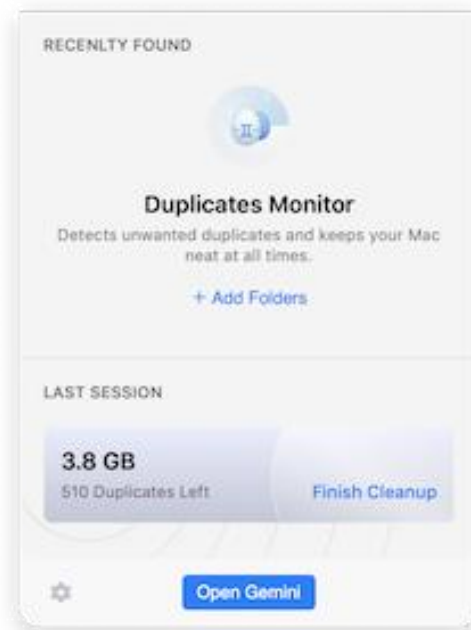 RECENLTY FOUND
Duplicates Monitor
Detects unwanted duplicates and keeps your Mac
neat at all times.
+ Add Folders
LAST SESSION
3.8 GB
510 Duplicates Left
Finish Cleanup
Open Gemini